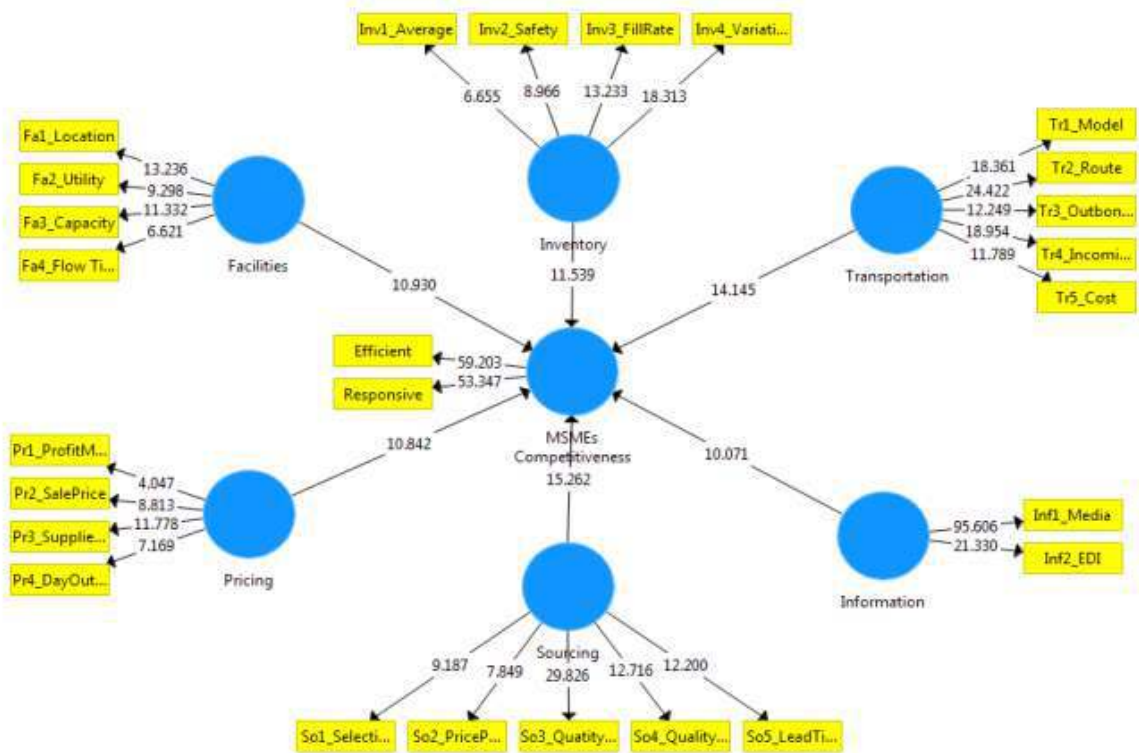 Inv1_Average
Inv2_Safety
Inv3_FillRate
Inv4_Variati...
6.655
8.966
13.233
18.313
Inventory
11.539
Fa1_Location
Fa2_Utility
Fa3_Capacity
Fa4_Flow Ti...
13.236
9.298
11.332
6.621
Facilities
10.930
Tr1_Model
Tr2_Route
Tr3_Outbon...
Tr4_Incomi...
Tr5_Cost
18.361
24.422
12.249
18.954
11.789
Transportation
14.145
Efficient
Responsive
59.203
53.347
MSMEs
Competitiveness
Pr1_ProfitM...
Pr2_SalePrice
Pr3_Supplie...
Pr4_DayOut...
4.047
8.813
11.778
7.169
Pricing
10.842
15.262
10.071
Inf1_Media
Inf2_EDI
95.606
21.330
Information
Sourcing
9.187
7.849
29.826
12.716
12.200
So1_Selecti...
So2_PriceP...
So3_Quatity...
So4_Quality...
So5_LeadTi...